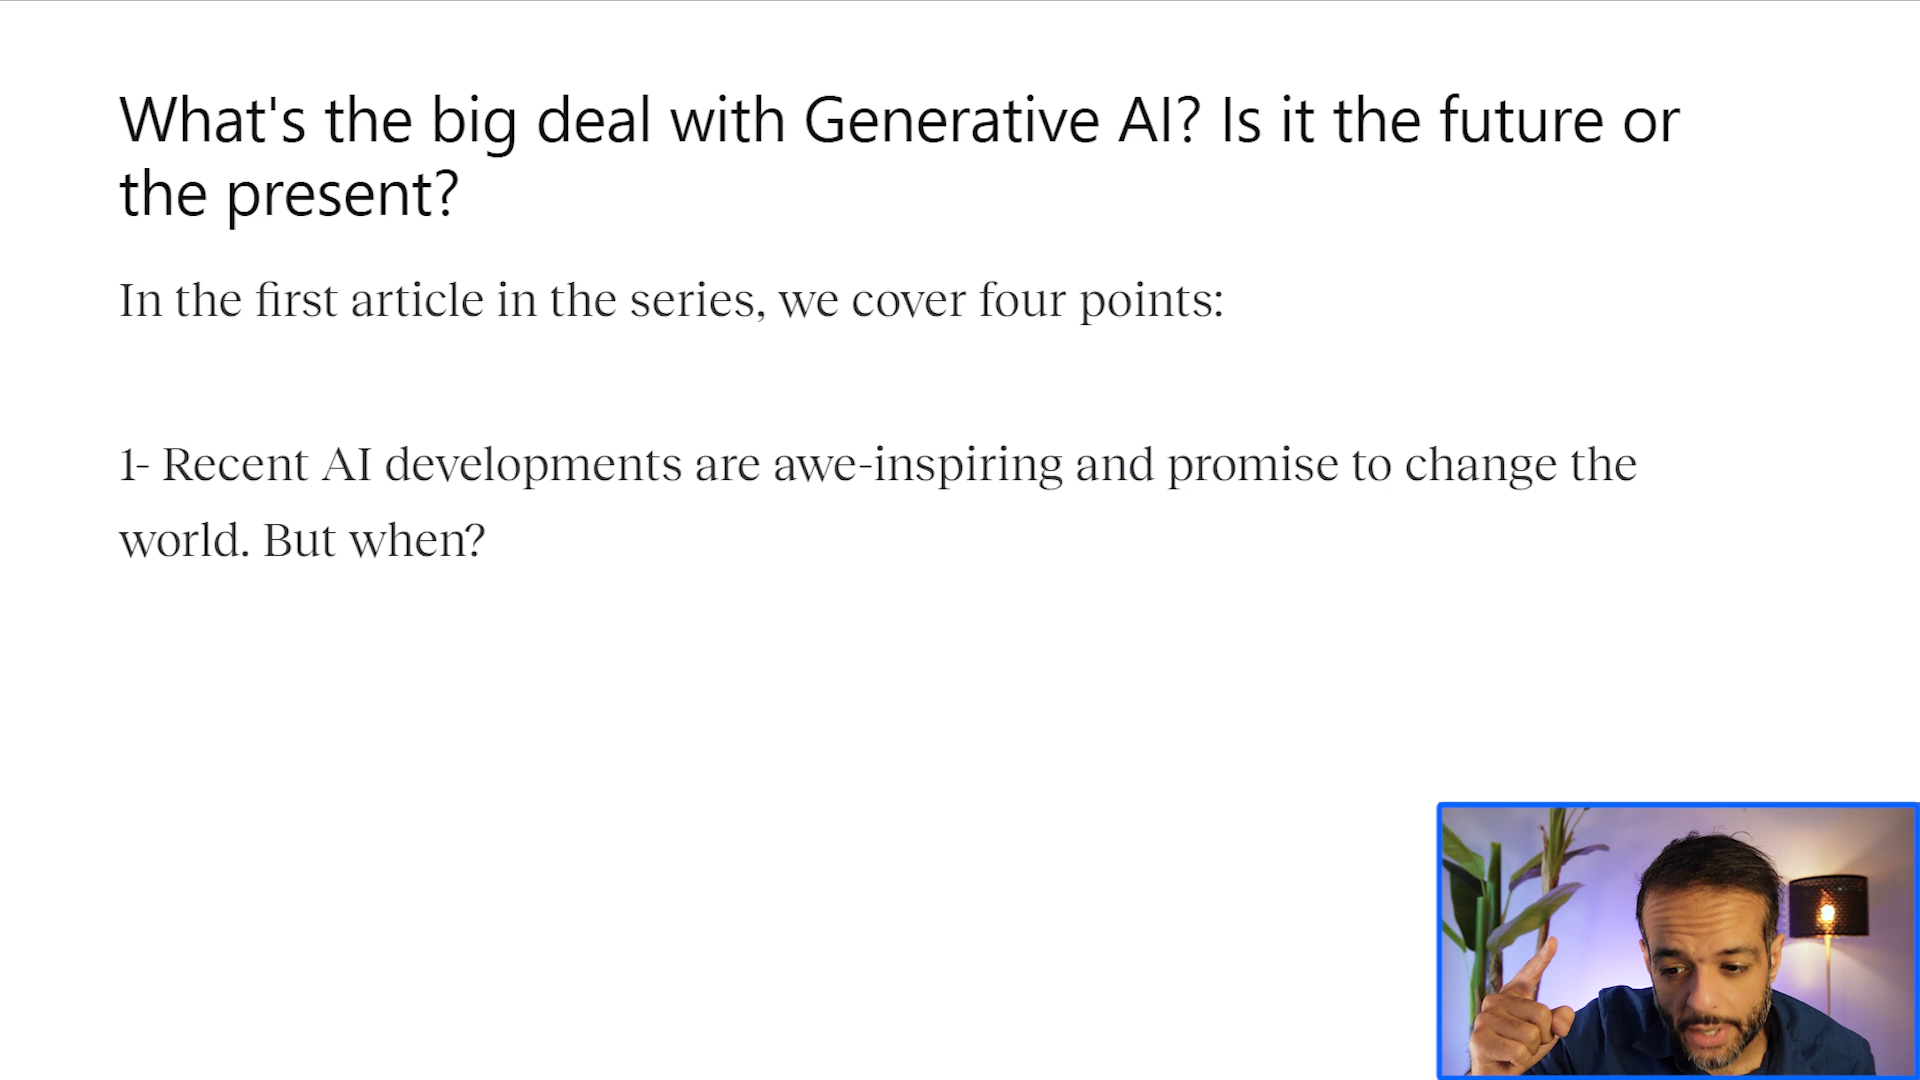 What's the big deal with Generative AI? Is it the future or
the present?
In the first article in the series, we cover four points:
1- Recent AI developments are awe-inspiring and promise to change the
world. But when?